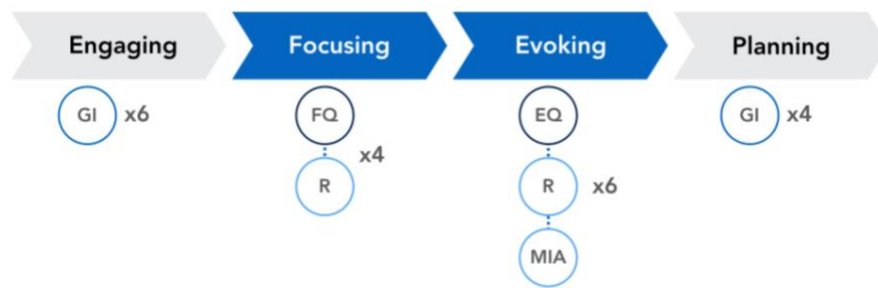 Engaging
Focusing
Evoking
Planning
GI x6
FQ
R
x4
EQ
R x6
MIA
GI x4